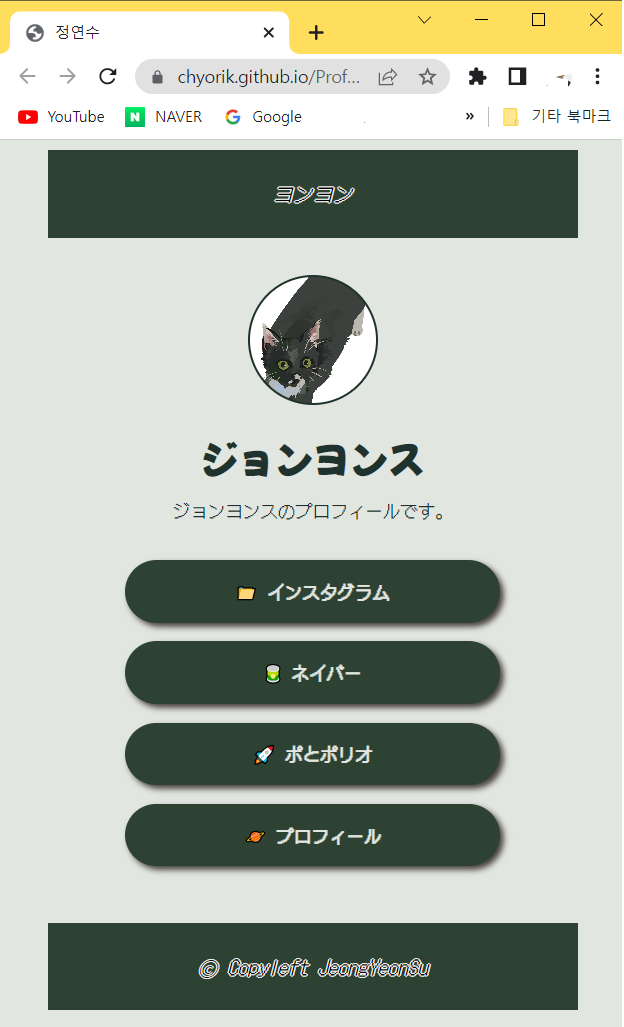 정연수
chyorik.github.io/Prof...
YouTube
NAVER
Google
»
기타 북마크
ヨンヨン
ジョンヨンス
ジョンヨンスのプロフィールです。
インスタグラム
ネイバー
ポとポリオ
プロフィール
© Copyleft JeongYeonSu